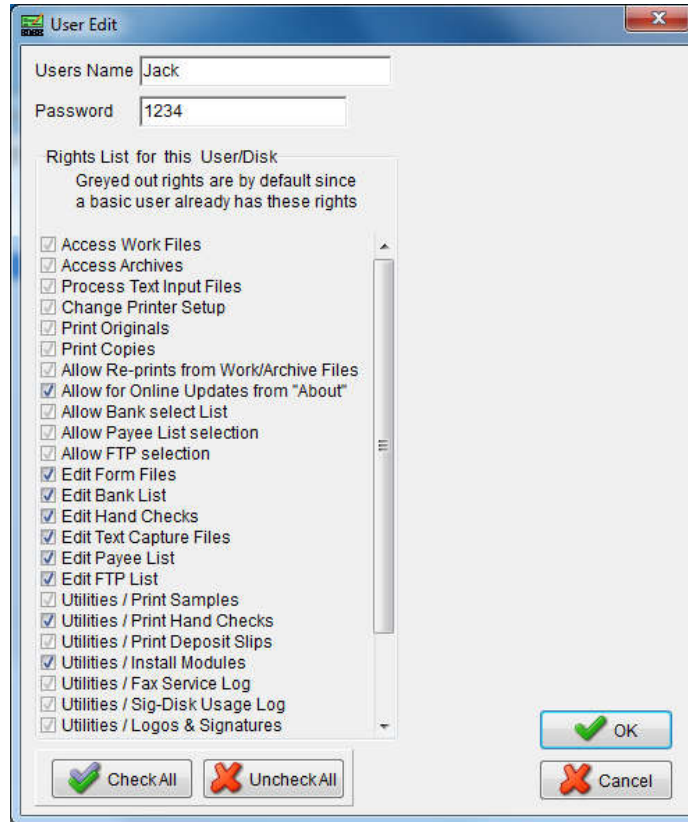 User Edit
Users Name Jack
Password 1234
Rights List for this User/Disk
Greyed out rights are by default since
a basic user already has these rights
Access Work Files
Access Archives
Process Text Input Files
Change Printer Setup
Print Originals
Print Copies
Allow Re-prints from Work/Archive Files
Allow for Online Updates from "About"
Allow Bank select List
Allow Payee List selection
Allow FTP selection
Edit Form Files
Edit Bank List
Edit Hand Checks
Edit Text Capture Files
Edit Payee List
Edit FTP List
Utilities / Print Samples
Utilities / Print Hand Checks
Utilities / Print Deposit Slips
Utilities / Install Modules
Utilities / Fax Service Log
Utilities / Sig-Disk Usage Log
Utilities / Logos & Signatures
OK
Check All Uncheck All Cancel